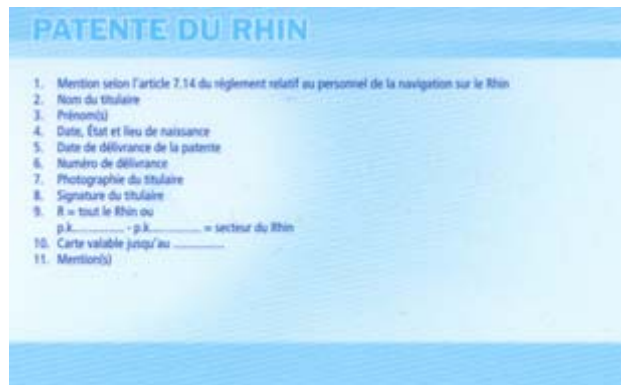 PATENTE DU RHIN
1. Mention selon l'article 7.14 du règlement relatif au personnel de la navigation sur le Rhin
2. Nom du titulaire
3. Prénom(s)
4. Date, État et lieu de naissance
5. Date de délivrance de la patente
6. Numéro de délivrance
7. Photographie du titulaire
8. Signature du titulaire
9. R = tout le Rhin ou
p.k.............. - p.k.............. = secteur du Rhin
10. Carte valable jusqu'au ..............
11. Mention(s)